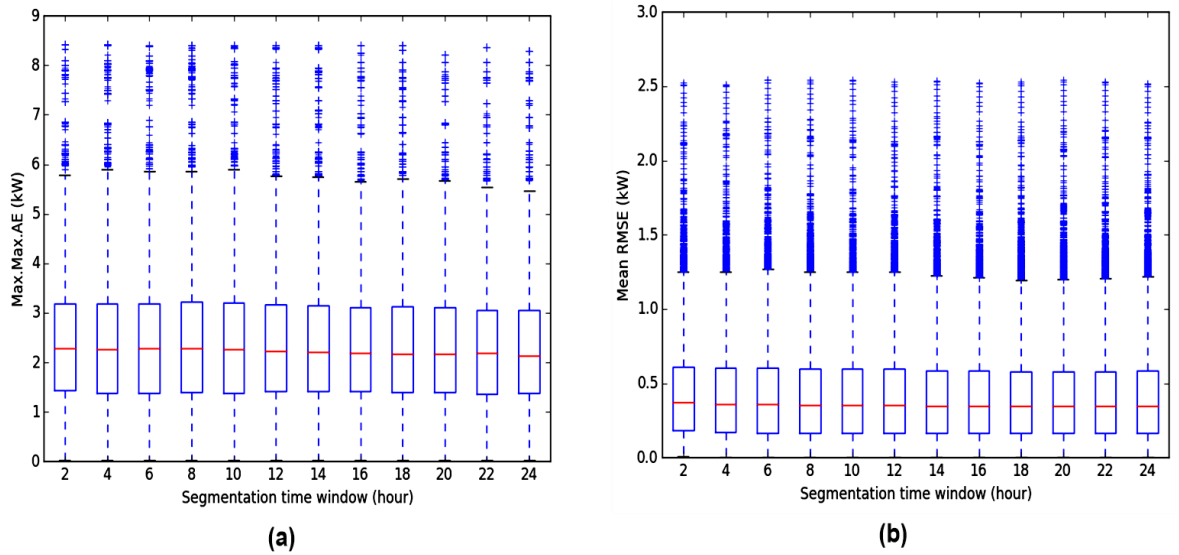 9
8
7
6
5
4
3
2
1
0
Max.Max.AE (kW)
2 4 6 8 10 12 14 16 18 20 22 24
Segmentation time window (hour)
(a)
3.0
2.5
2.0
1.5
1.0
0.5
0.0
Mean RMSE (kW)
2 4 6 8 10 12 14 16 18 20 22 24
Segmentation time window (hour)
(b)